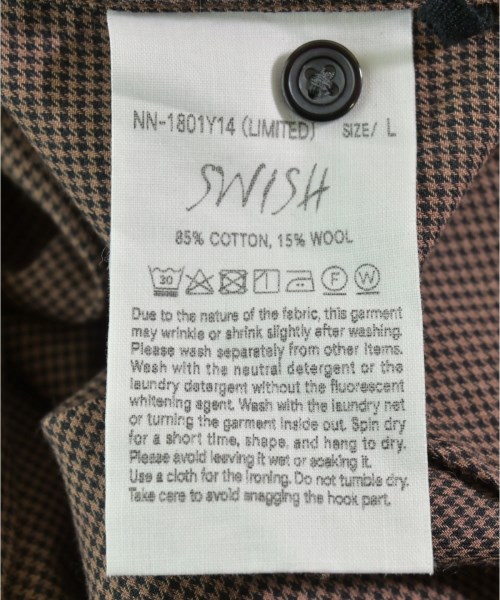 NN-1801Y14 (LIMITED) SIZE/ L
SWISH
85% COTTON, 15% WOOL
30 F W
Due to the nature of the fabric, this garment
may wrinkle or shrink slightly after washing.
Please wash separately from other items.
Wash with the neutral detergent or the
laundry detargent without the fluorescent
whitening agent. Wash with the laundry net
or turning the garment inside out. Spin dry
for a short time, shape, and hang to dry.
Please avoid leaving it wet or soaking it.
Use a cloth for the ironing. Do not tumble dry.
Take care to avoid snagging the hook part.